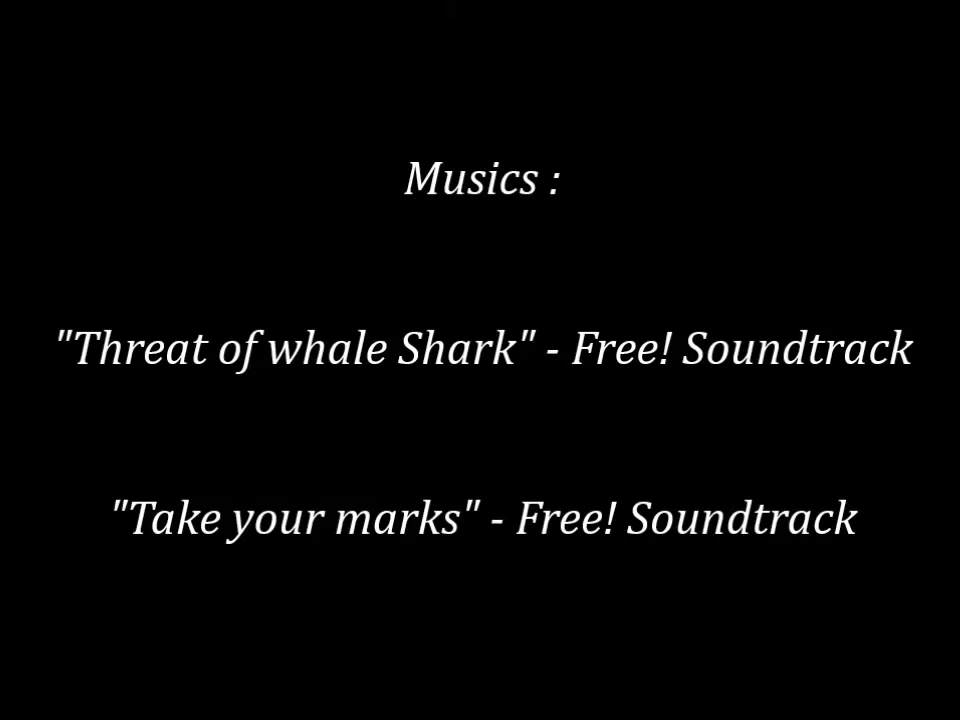 Musics :
"Threat of whale Shark" - Free! Soundtrack
"Take your marks" - Free! Soundtrack